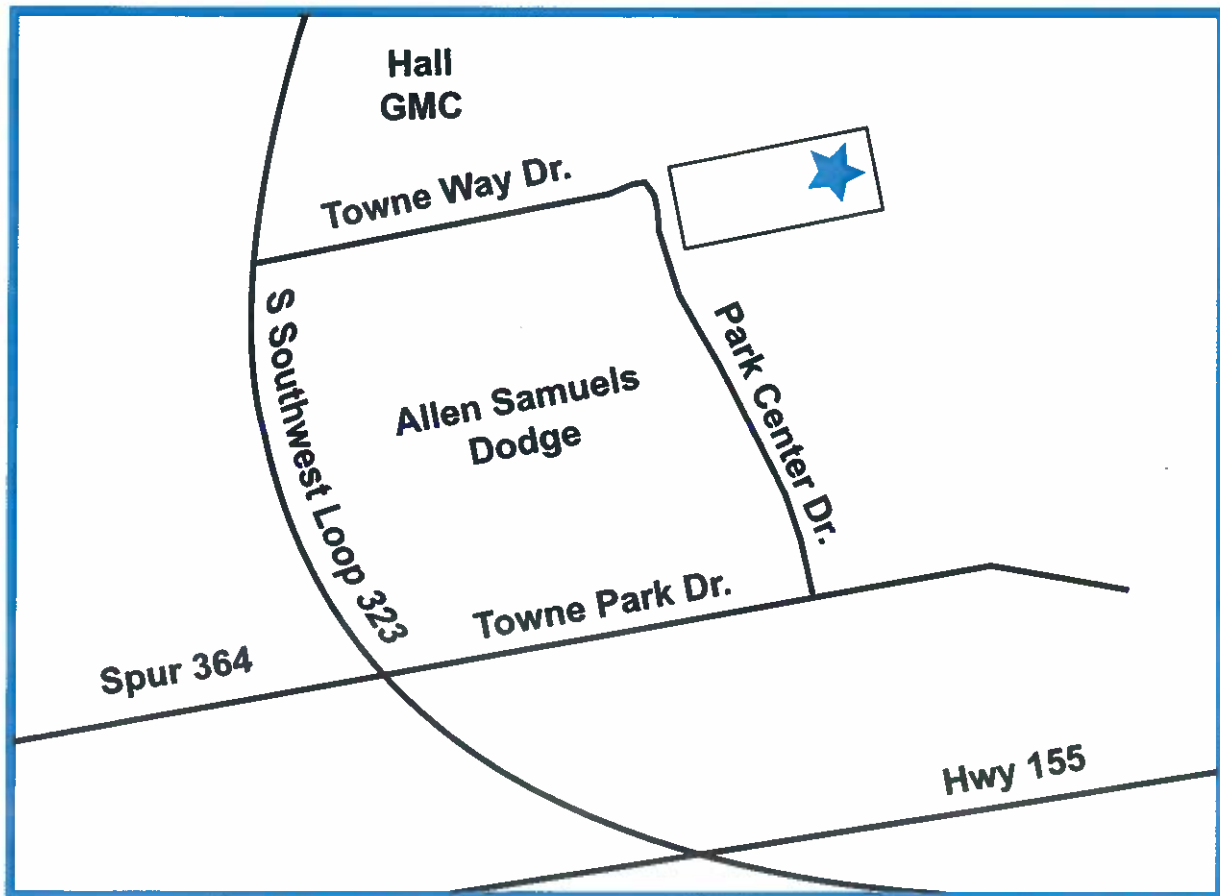 Hall
GMC
Towne Way Dr.
S Southwest Loop 323
Park Center Dr.
Allen Samuels
Dodge
Towne Park Dr.
Spur 364
Hwy 155